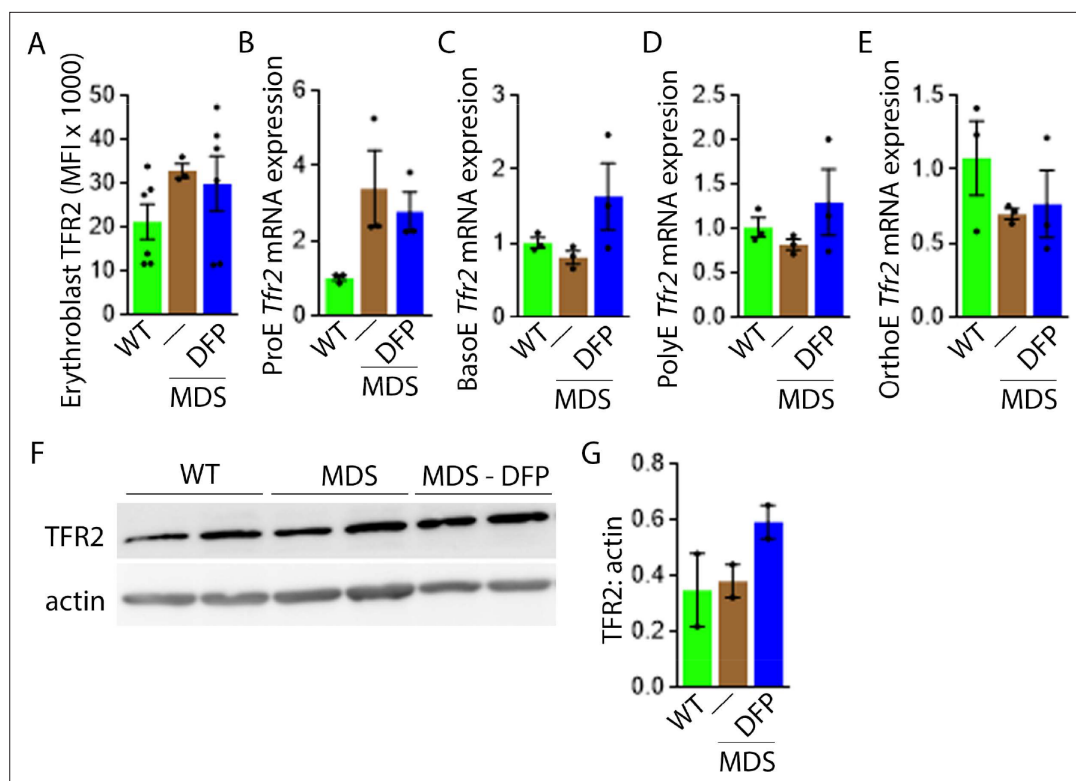 A
Erythroblast TFR2 (MFI x 1000)
50
40
30
20
10
0
WT
—
DFP
MDS
B
ProE Tfr2 mRNA expression
6
4
2
0
WT
—
DFP
MDS
C
BasoE Tfr2 mRNA expresion
3
2
1
0
WT
—
DFP
MDS
D
PolyE Tfr2 mRNA expresion
2.5
2.0
1.5
1.0
0.5
0.0
WT
—
DFP
MDS
E
OrthoE Tfr2 mRNA expresion
1.5
1.0
0.5
0.0
WT
—
DFP
MDS
F
WT MDS MDS - DFP
TFR2
actin
G
TFR2: actin
0.8
0.6
0.4
0.2
0.0
WT
—
DFP
MDS